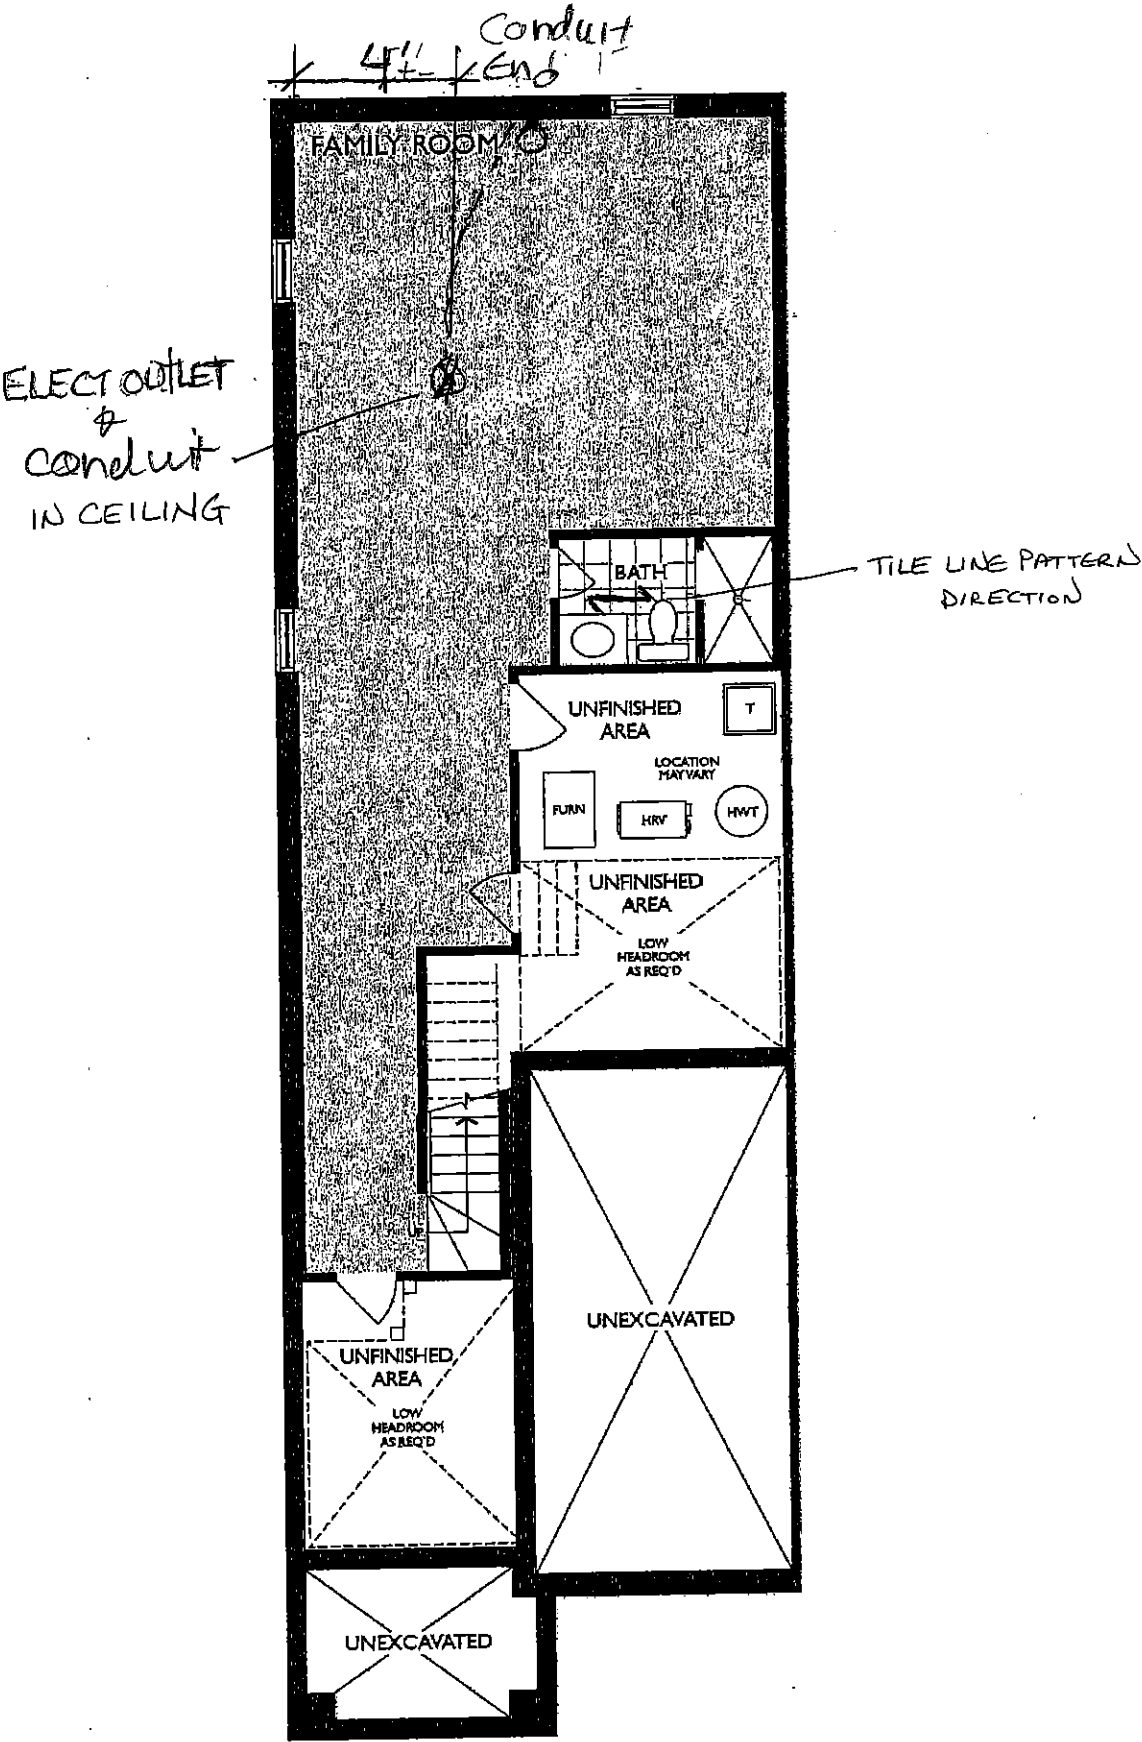 Conduit
End
4'±
FAMILY ROOM
ELECT OUTLET
&
Conduit
IN CEILING
BATH
TILE LINE PATTERN
DIRECTION
UNFINISHED
AREA
T
LOCATION
MAY VARY
FURN
HRV
HWT
UNFINISHED
AREA
LOW
HEADROOM
AS REQ'D
UP
UNEXCAVATED
UNFINISHED
AREA
LOW
HEADROOM
AS REQ'D
UNEXCAVATED